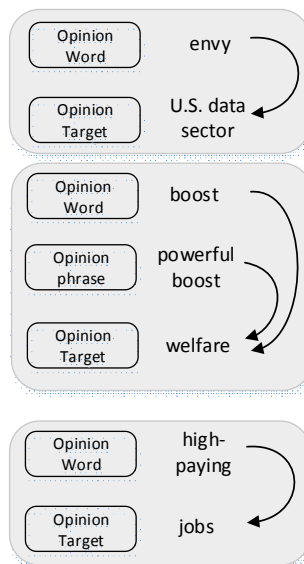 Opinion
Word
envy
Opinion
Target
U.S. data
sector
Opinion
Word
boost
Opinion
phrase
powerful
boost
Opinion
Target
welfare
Opinion
Word
high-
paying
Opinion
Target
jobs